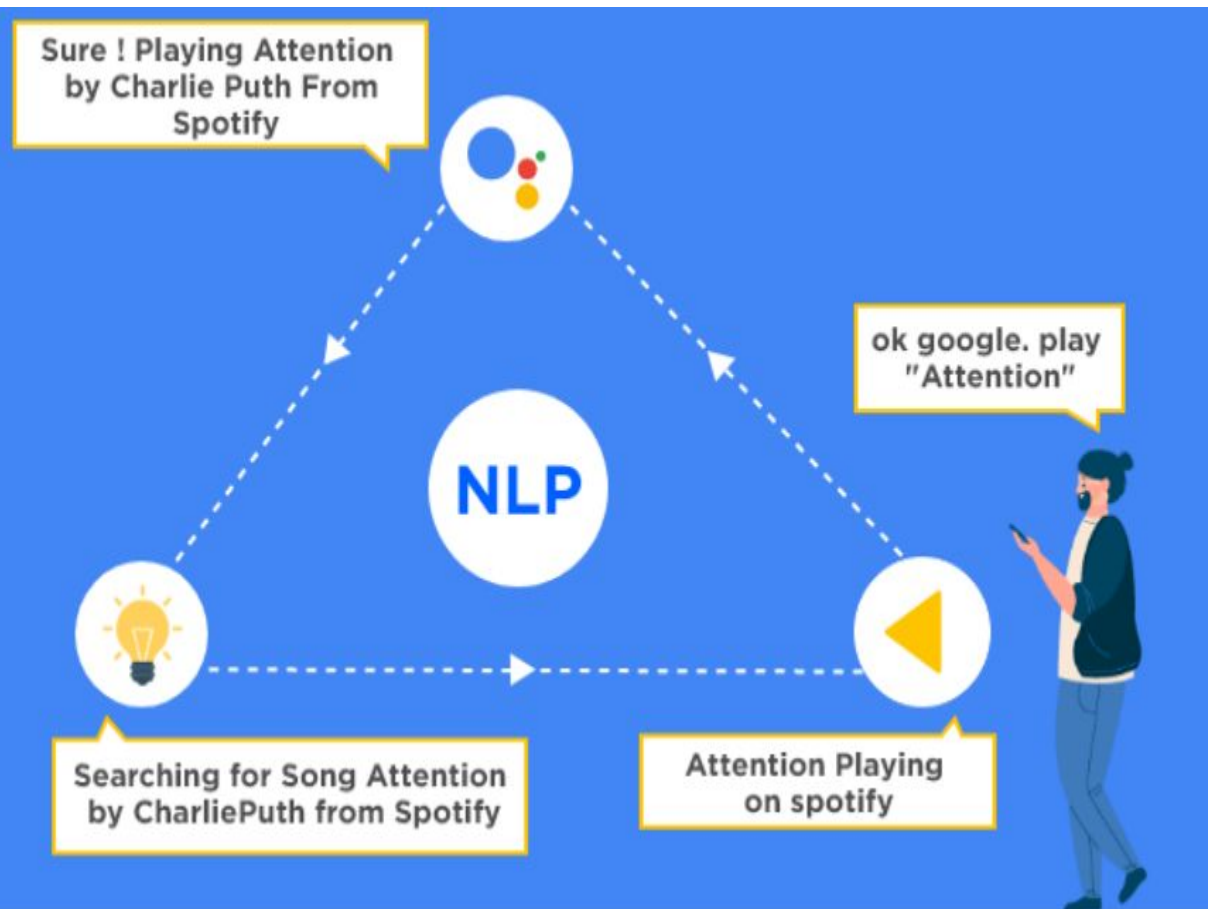 Sure ! Playing Attention
by Charlie Puth From
Spotify
ok google. play
"Attention"
NLP
Searching for Song Attention
by CharliePuth from Spotify
Attention Playing
on spotify